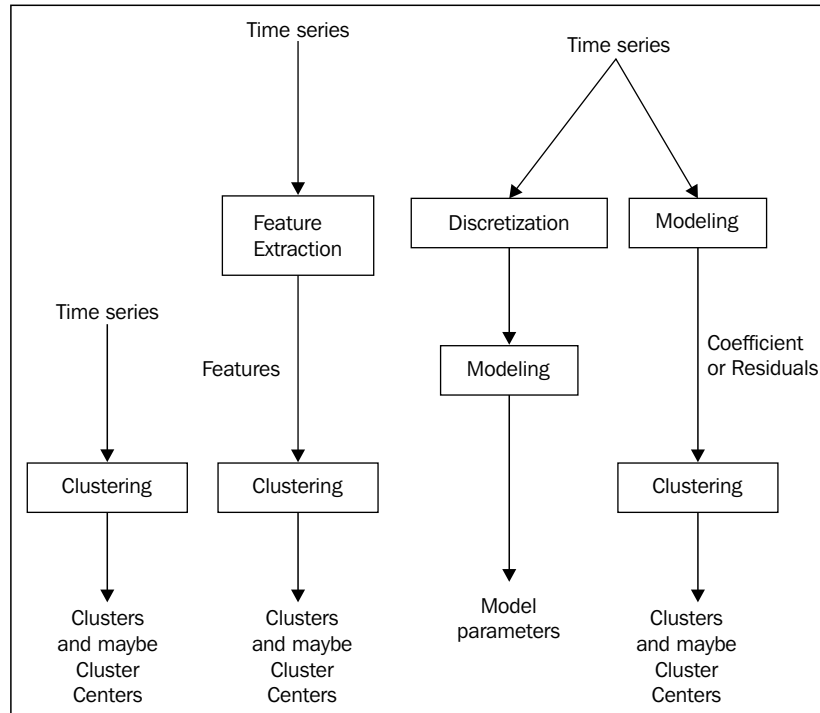 Time series
Time series
Feature
Extraction
Discretization
Modeling
Time series
Features
Modeling
Coefficient
or Residuals
Clustering
Clustering
Clustering
Clusters
and maybe
Cluster
Centers
Clusters
and maybe
Cluster
Centers
Model
parameters
Clusters
and maybe
Cluster
Centers